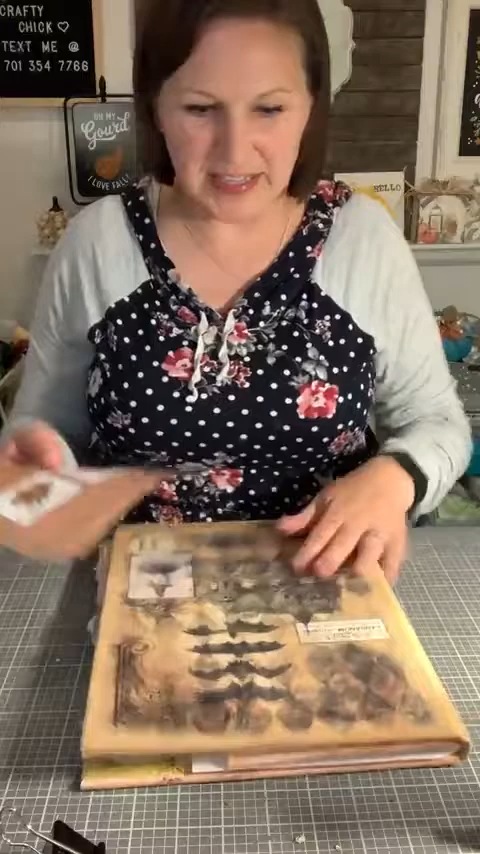 CRAFTY
CHICK ♡
TEXT ME @
701 354 7766
OH MY
Gourd
I LOVE FALL!
HELLO